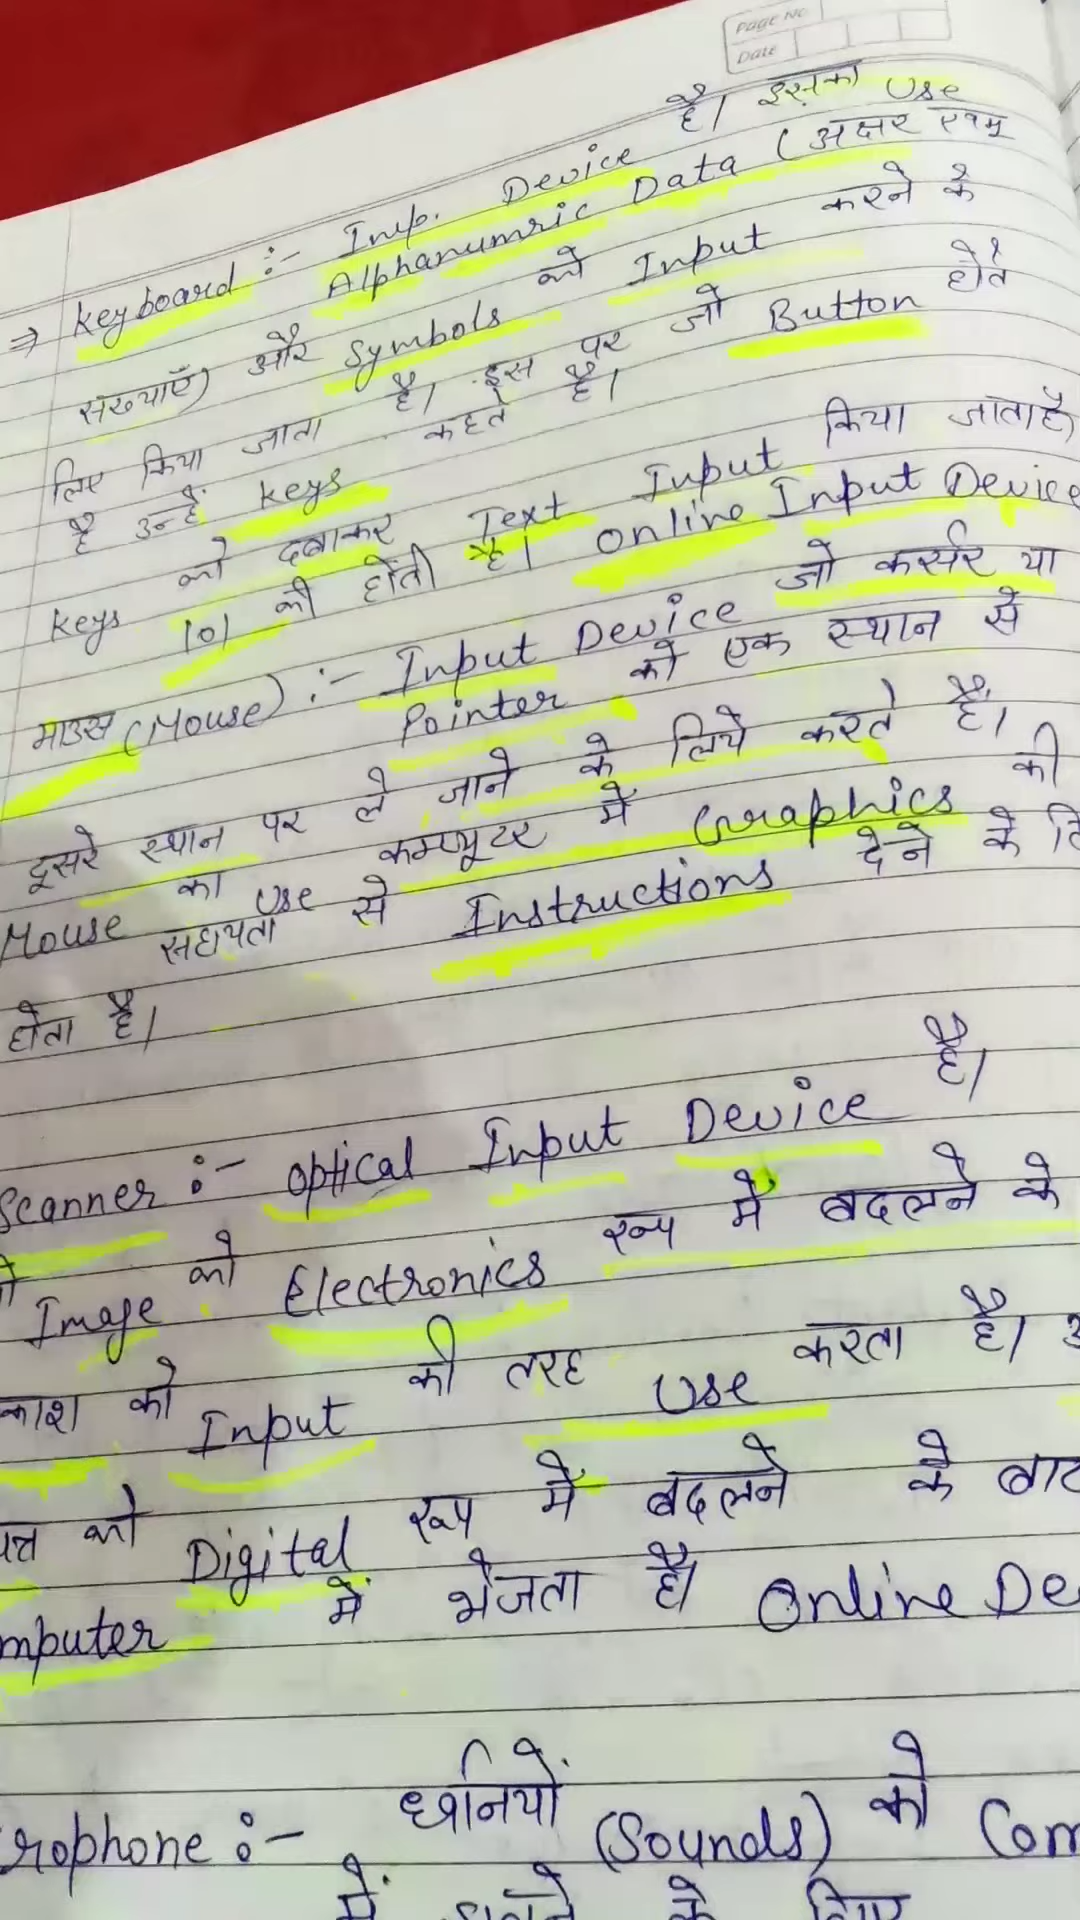 Page No
Date
⇒ Keyboard :- Inp. Device है। इसका Use
Alphanumric Data (अक्षर एवम्
संख्याएँ) और Symbols को Input करने के
लिए किया जाता है। इस पर जो Button होते
है उन्हें Keys कहते है।
Keys को दबाकर Text Input किया जाता है
101 की होती है। Online Input Device
माउस (Mouse) :- Input Device जो कर्सर या
Pointer को एक स्थान से
दूसरे स्थान पर ले जाने के लिये करते है।
Mouse का Use कम्प्यूटर में Graphics की
सहायता से Instructions देने के लि
होता है।
Scanner :- Optical Input Device है।
Image को Electronics रूप में बदलने के
काश को Input की तरह Use करता है।
को Digital रूप में बदलने के बाद
mputer में भेजता है। Online De
rophone :- ध्वनियों (Sounds) को Com
में के लिए